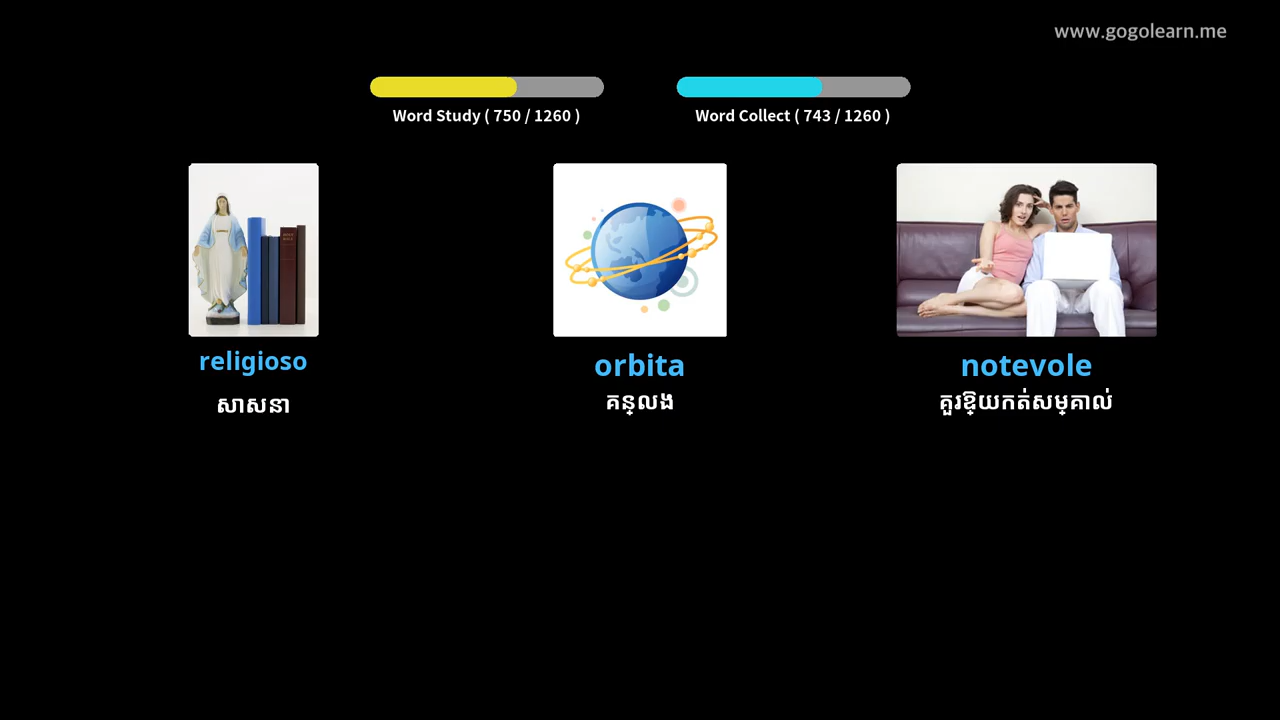 www.gogolearn.me
Word Study ( 750 / 1260 )
Word Collect ( 743 / 1260 )
religioso
សាសនា
orbita
គន្លង
notevole
គួរឱ្យកត់សម្គាល់